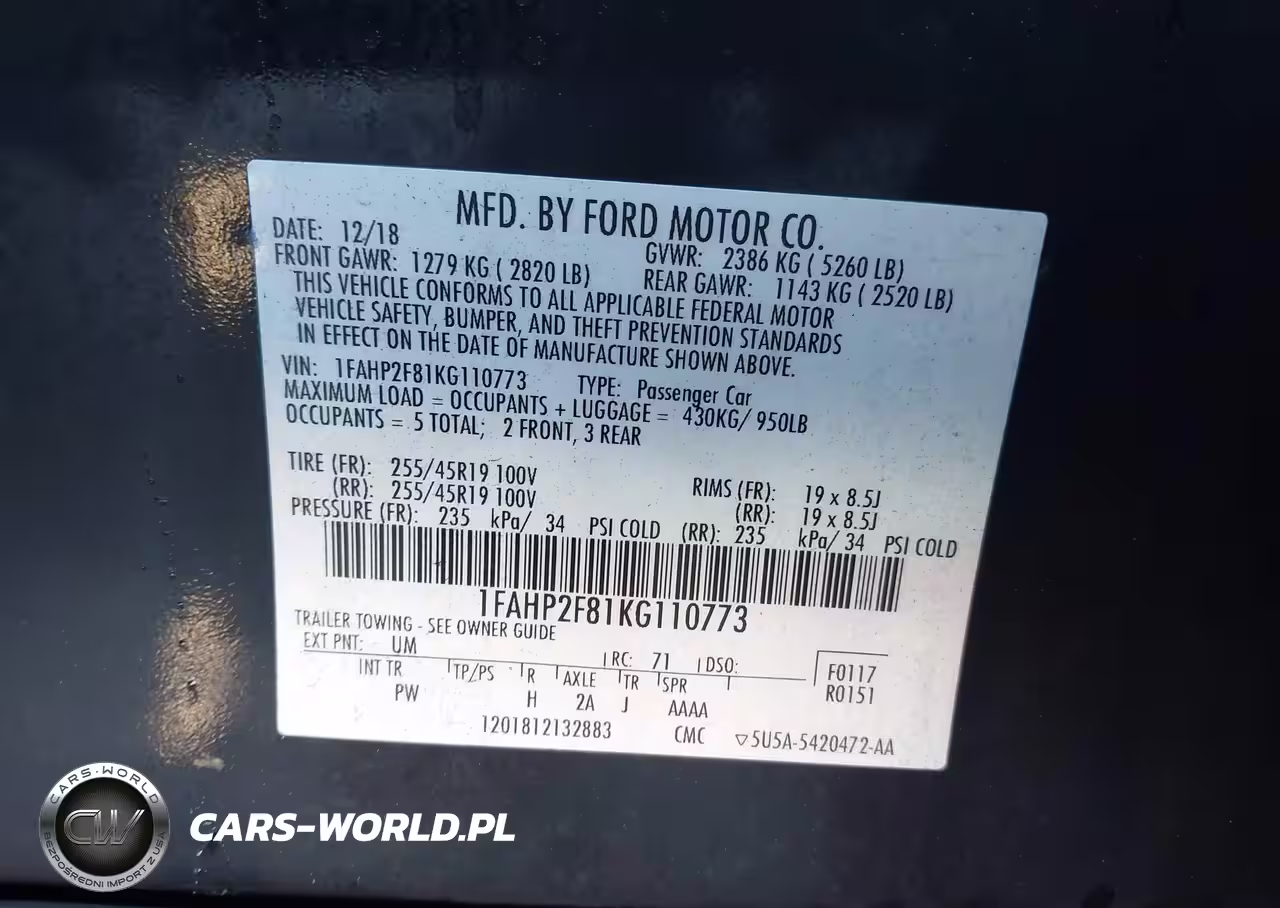 MFD. BY FORD MOTOR CO.
DATE: 12/18 GVWR: 2386 KG ( 5260 LB)
FRONT GAWR: 1279 KG ( 2820 LB) REAR GAWR: 1143 KG ( 2520 LB)
THIS VEHICLE CONFORMS TO ALL APPLICABLE FEDERAL MOTOR
VEHICLE SAFETY, BUMPER, AND THEFT PREVENTION STANDARDS
IN EFFECT ON THE DATE OF MANUFACTURE SHOWN ABOVE.
VIN: 1FAHP2F81KG110773 TYPE: Passenger Car
MAXIMUM LOAD = OCCUPANTS + LUGGAGE = 430KG/ 950LB
OCCUPANTS = 5 TOTAL; 2 FRONT, 3 REAR
TIRE (FR): 255/45R19 100V RIMS (FR): 19 x 8.5J
(RR): 255/45R19 100V (RR): 19 x 8.5J
PRESSURE (FR): 235 kPa/ 34 PSI COLD (RR): 235 kPa/ 34 PSI COLD
1FAHP2F81KG110773
TRAILER TOWING - SEE OWNER GUIDE
EXT PNT: UM RC: 71 DSO: F0117
INT TR TP/PS R AXLE TR SPR R0151
PW H 2A J AAAA
1201812132883 CMC ▽5U5A-5420472-AA
CARS-WORLD
CW
BEZPOŚREDNI IMPORT Z USA
CARS-WORLD.PL